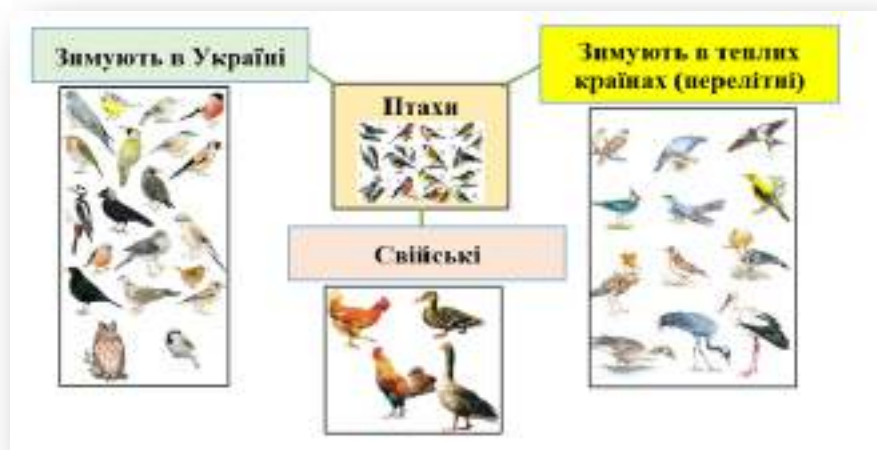 Зимують в Україні
Птахи
Зимують в теплих
країнах (перелітні)
Свійські